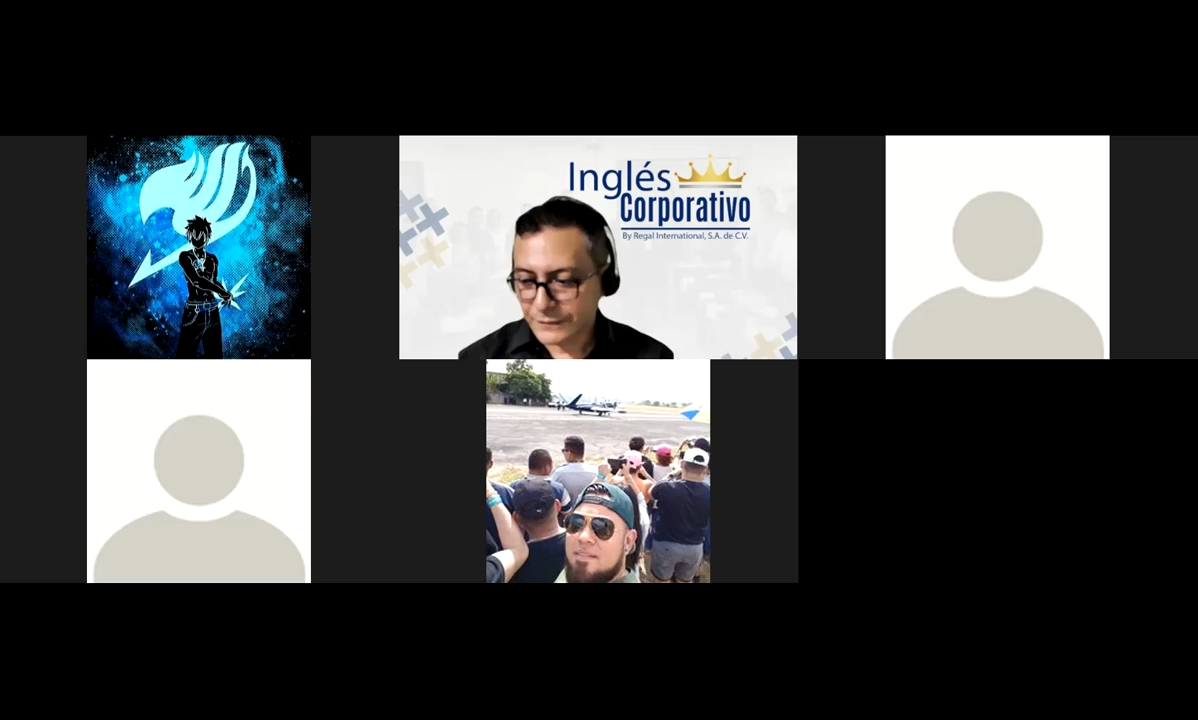 Inglés
Corporativo
By Regal International, S.A. de C.V.